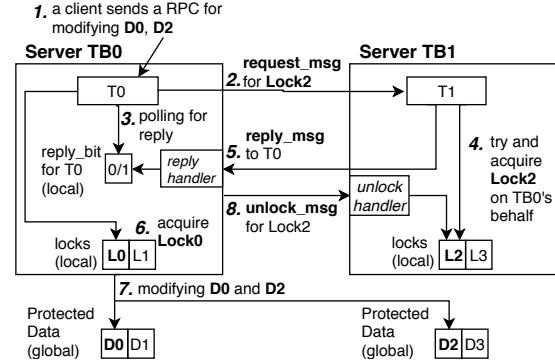 1. a client sends a RPC for
modifying D0, D2
Server TB0
Server TB1
request_msg
2. for Lock2
T0
T1
3. polling for
reply
reply_msg
5. to T0
reply_bit
for T0
(local)
0/1
reply
handler
4. try and
acquire
Lock2
on TB0's
behalf
unlock
handler
8. unlock_msg
for Lock2
6. acquire
Lock0
locks
(local)
L0 L1
locks
(local)
L2 L3
7. modifying D0 and D2
Protected
Data
(global)
D0 D1
Protected
Data
(global)
D2 D3